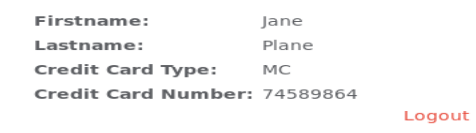 Firstname: Jane
Lastname: Plane
Credit Card Type: MC
Credit Card Number: 74589864
Logout